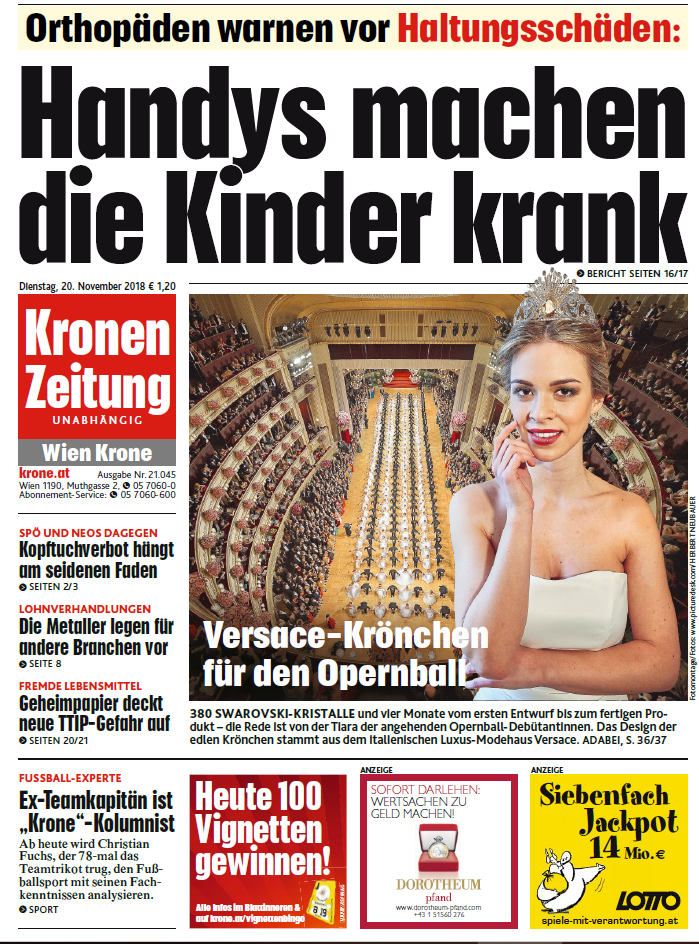 Orthopäden warnen vor Haltungsschäden:
Handys machen
die Kinder krank
BERICHT SEITEN 16/17
Dienstag, 20. November 2018 € 1,20
Kronen
Zeitung
UNABHÄNGIG
Wien Krone
krone.at Ausgabe Nr. 21.045
Wien 1190, Muthgasse 2, 05 7060-0
Abonnement-Service: 05 7060-600
SPÖ UND NEOS DAGEGEN
Kopftuchverbot hängt
am seidenen Faden
SEITEN 2/3
LOHNVERHANDLUNGEN
Die Metaller legen für
andere Branchen vor
SEITE 8
FREMDE LEBENSMITTEL
Geheimpapier deckt
neue TTIP-Gefahr auf
SEITEN 20/21
Versace-Krönchen
für den Opernball
Fotomontage/Fotos: www.picturedesk.com/HERBERT NEUBAUER
380 SWAROVSKI-KRISTALLE und vier Monate vom ersten Entwurf bis zum fertigen Pro-
dukt – die Rede ist von der Tiara der angehenden Opernball-Debütantinnen. Das Design der
edlen Krönchen stammt aus dem italienischen Luxus-Modehaus Versace. ADABEI, S. 36/37
FUSSBALL-EXPERTE
Ex-Teamkapitän ist
„Krone“-Kolumnist
Ab heute wird Christian
Fuchs, der 78-mal das
Teamtrikot trug, den Fuß-
ballsport mit seinen Fach-
kenntnissen analysieren.
SPORT
Heute 100
Vignetten
gewinnen!
Alle Infos im Blattinneren &
auf krone.at/vignettenbingo
ANZEIGE
SOFORT DARLEHEN:
WERTSACHEN ZU
GELD MACHEN!
DOROTHEUM
pfand
www.dorotheum-pfand.com
+43 1 51560 276
ANZEIGE
Siebenfach
Jackpot
14 Mio. €
LOTTO
spiele-mit-verantwortung.at